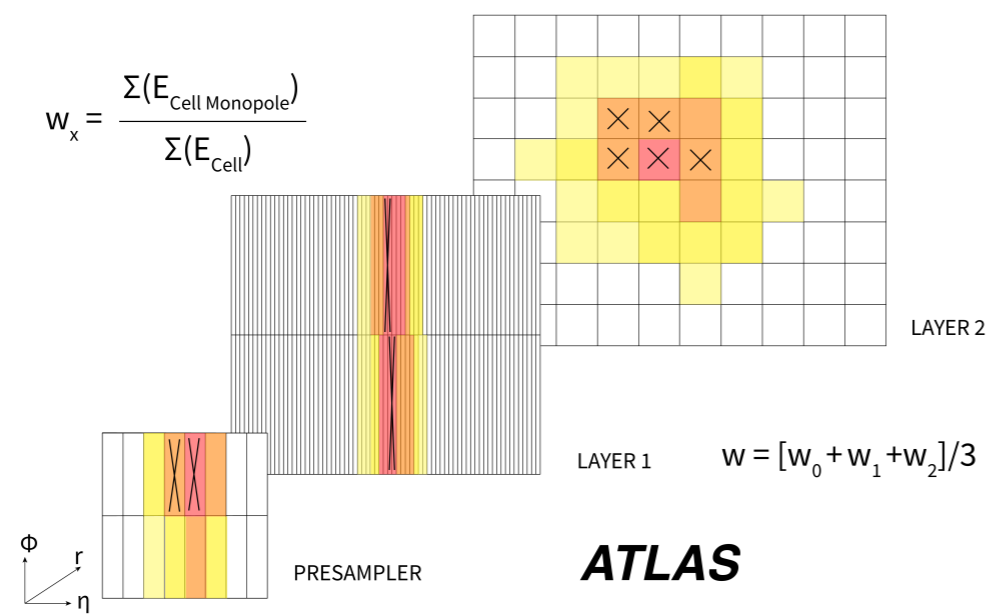 w_x = Σ(E_Cell Monopole) / Σ(E_Cell)
LAYER 2
LAYER 1
w = [w_0 + w_1 + w_2]/3
PRESAMPLER
ATLAS
Φ
r
η